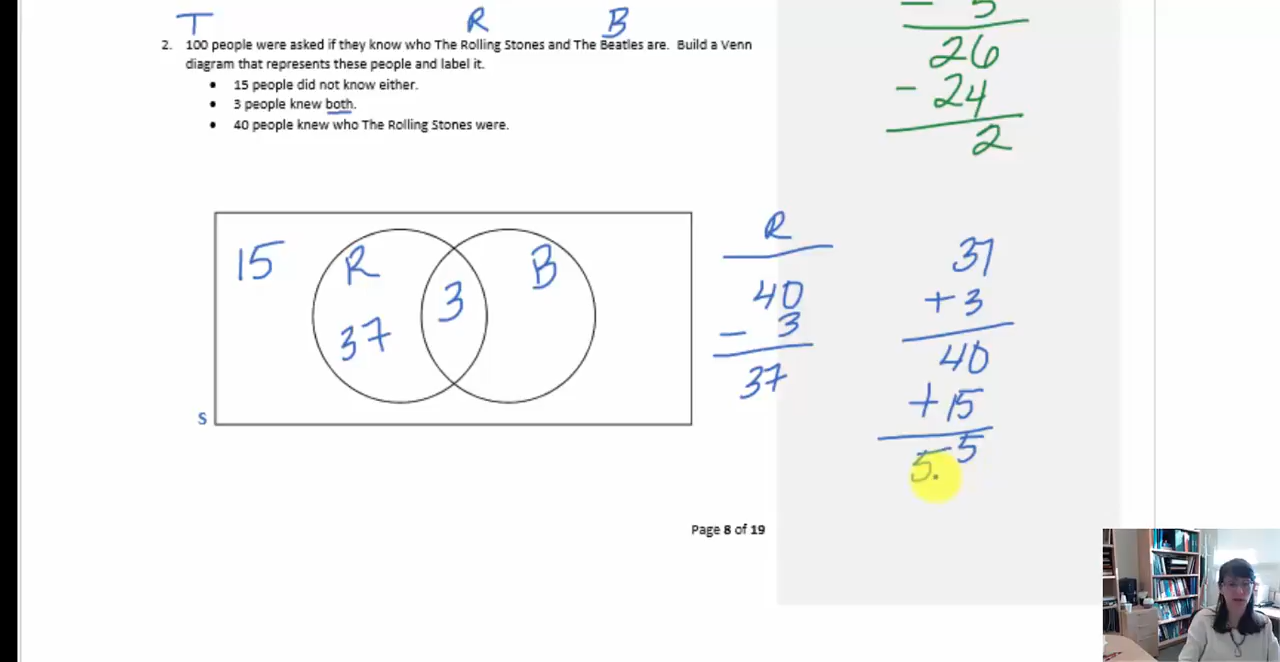 T R B
2. 100 people were asked if they know who The Rolling Stones and The Beatles are. Build a Venn
diagram that represents these people and label it.
• 15 people did not know either.
• 3 people knew both.
• 40 people knew who The Rolling Stones were.
- 5
26
- 24
2
15 R 3 B
37
S
R
40
- 3
37
37
+ 3
40
+ 15
55
Page 8 of 19